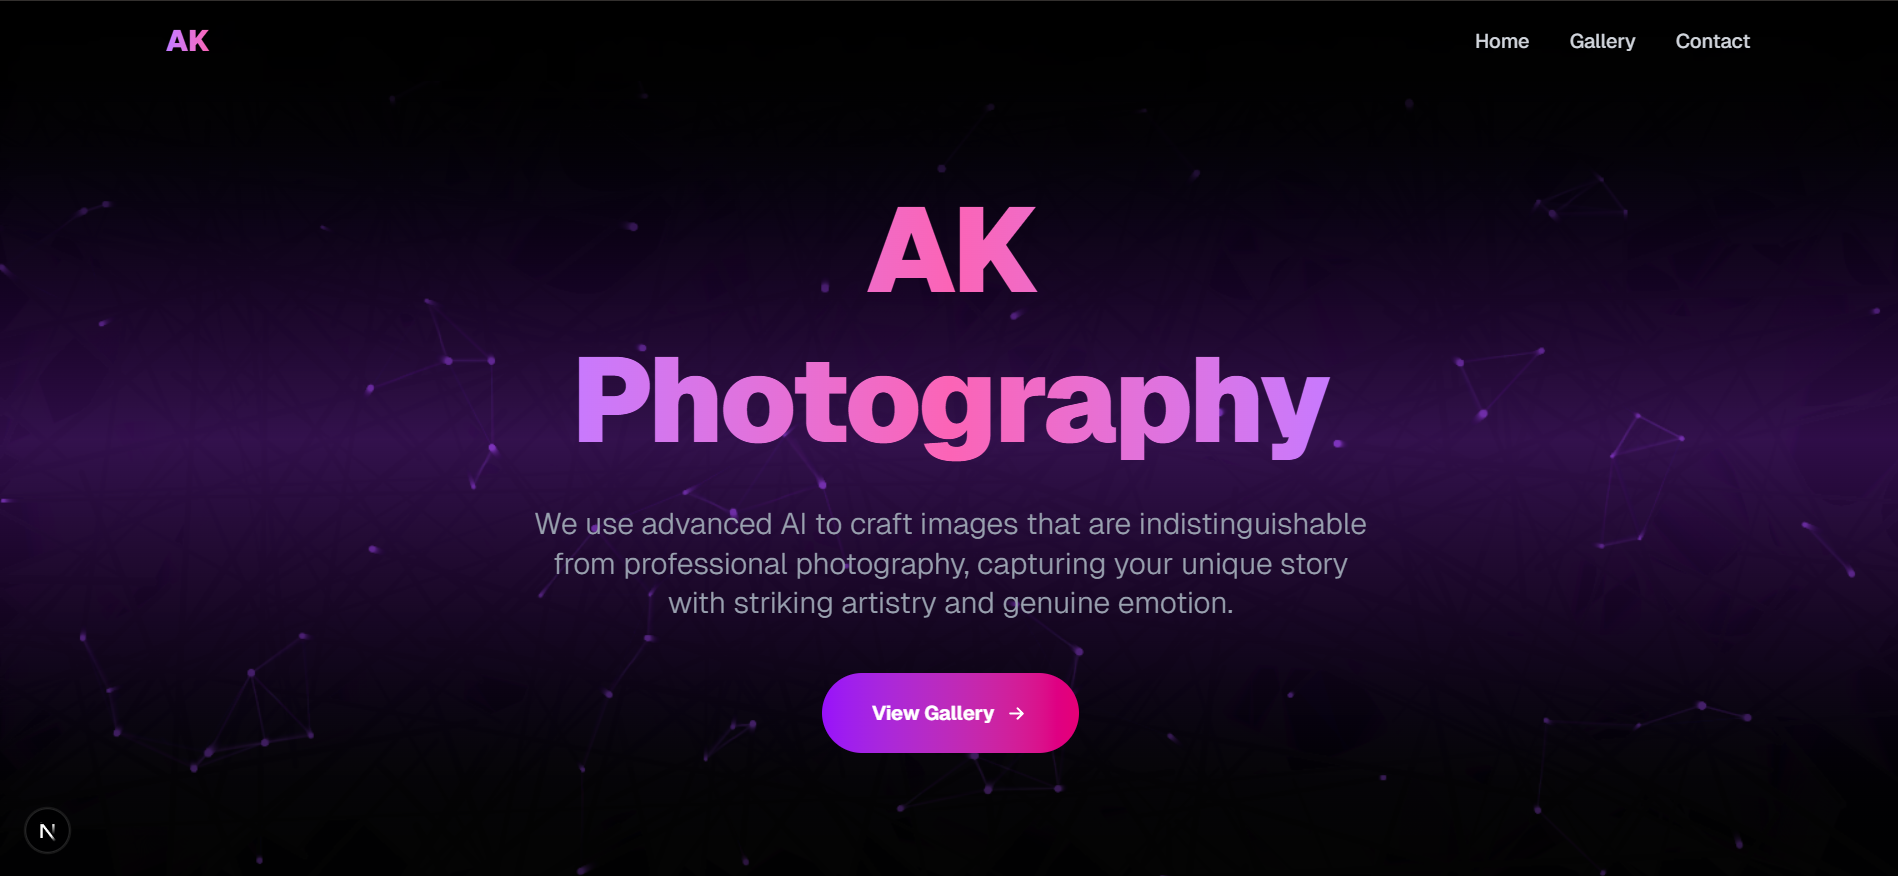 AK
Home
Gallery
Contact
AK
Photography
We use advanced AI to craft images that are indistinguishable
from professional photography, capturing your unique story
with striking artistry and genuine emotion.
View Gallery →
N